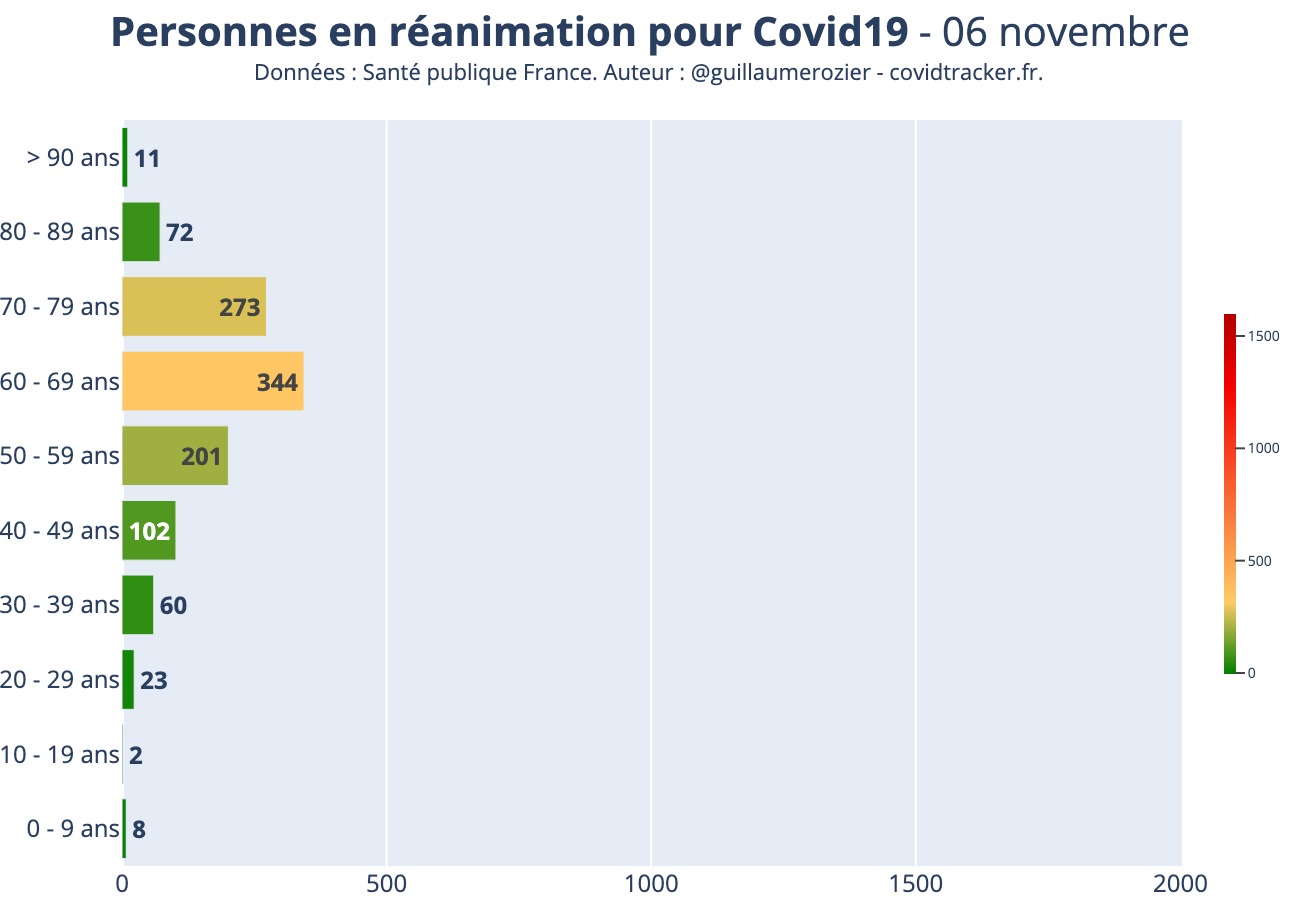 Personnes en réanimation pour Covid19 - 06 novembre
Données : Santé publique France. Auteur : @guillaumerozier - covidtracker.fr.
> 90 ans 11
80 - 89 ans 72
70 - 79 ans 273
60 - 69 ans 344
50 - 59 ans 201
40 - 49 ans 102
30 - 39 ans 60
20 - 29 ans 23
10 - 19 ans 2
0 - 9 ans 8
0 500 1000 1500 2000
1500
1000
500
0